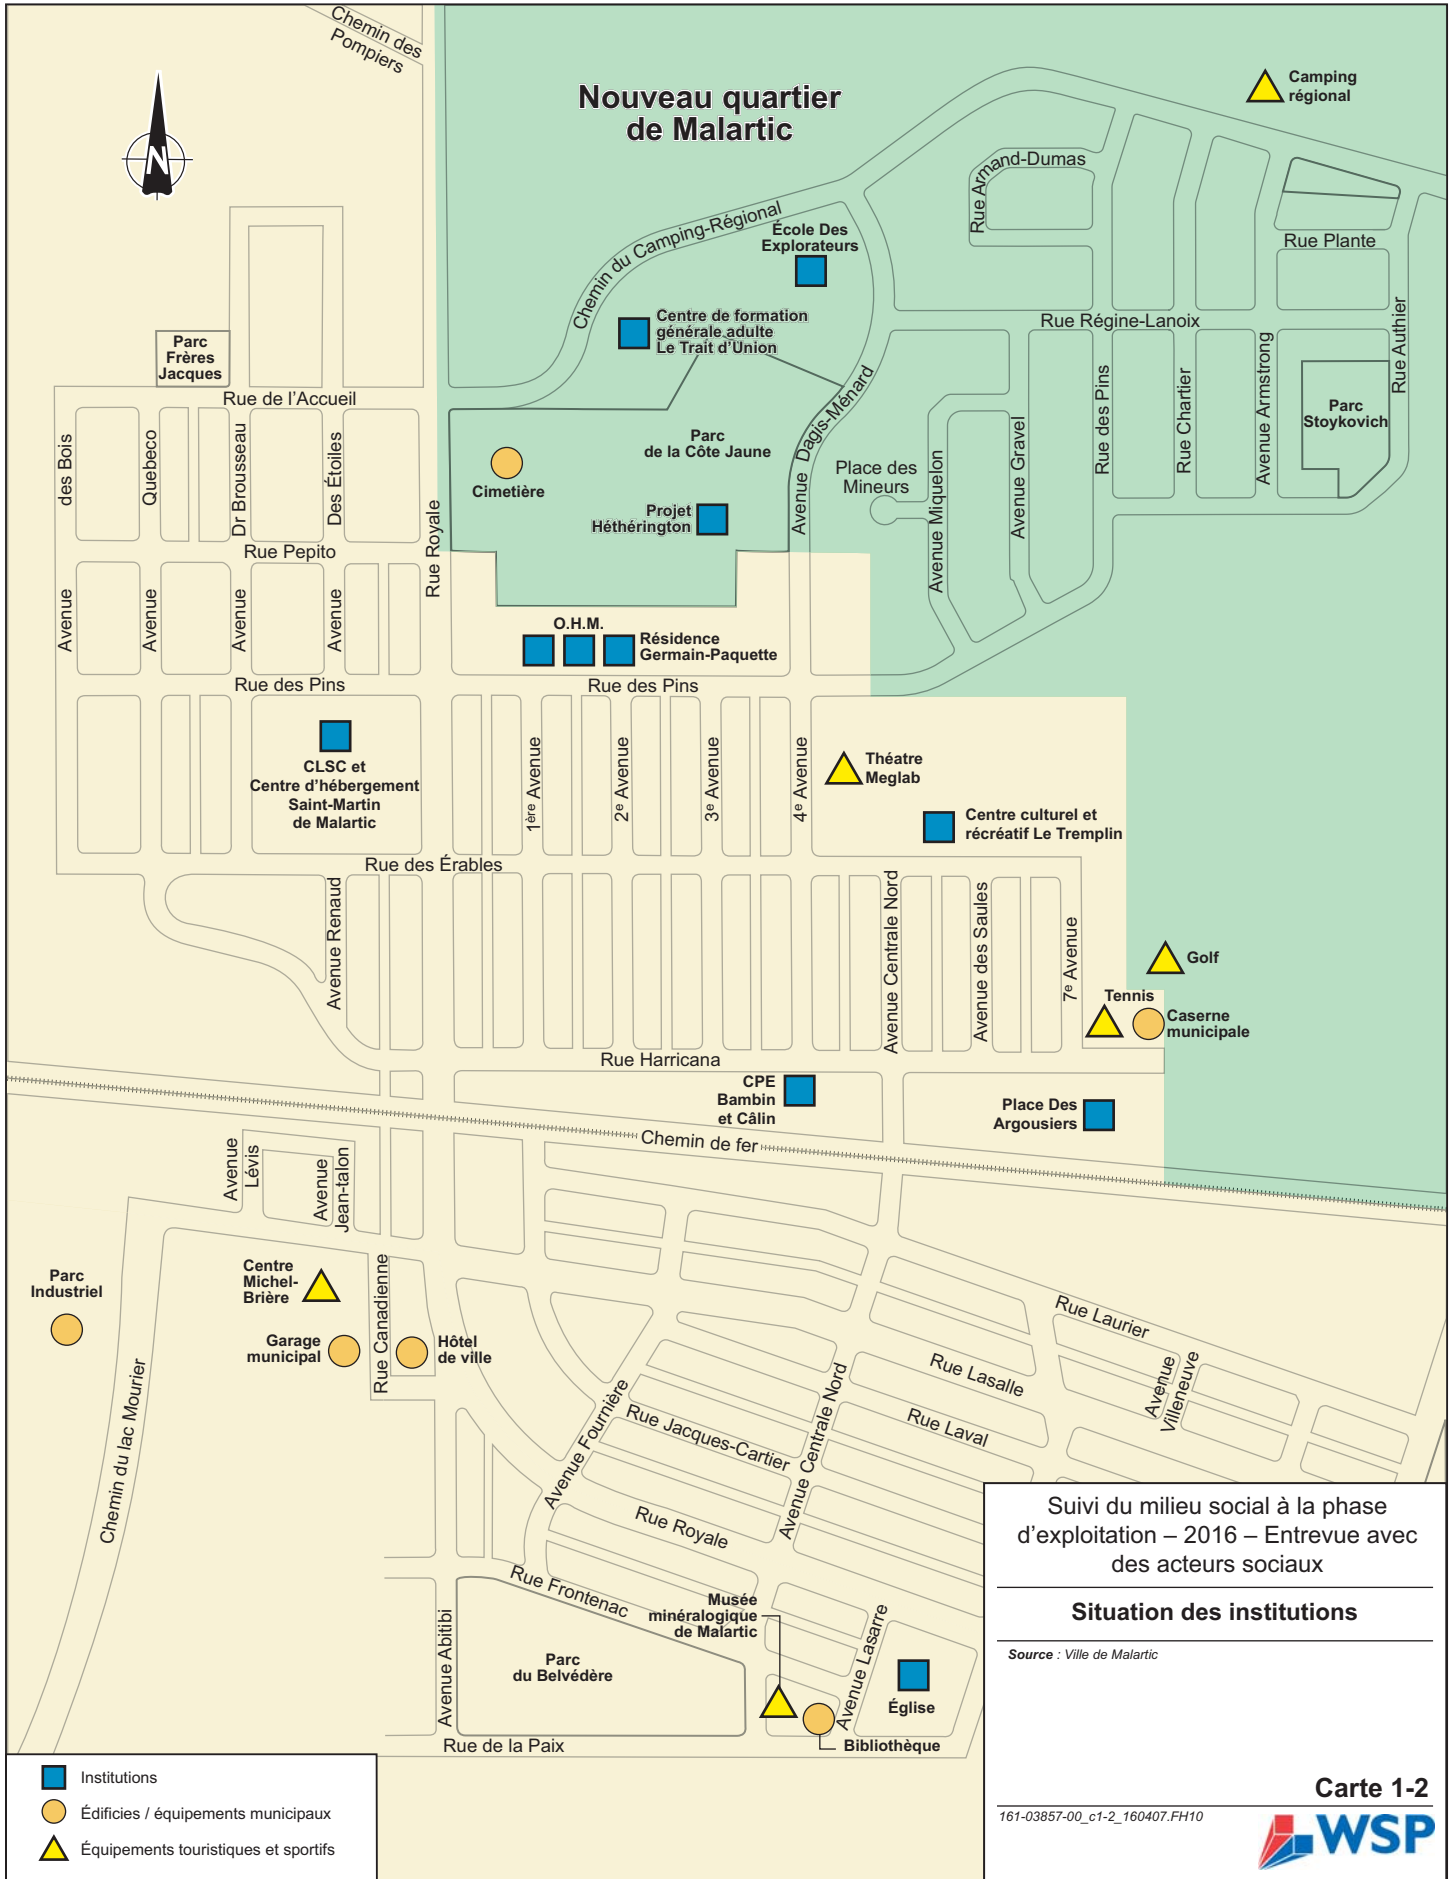 Chemin des
Pompiers
Nouveau quartier
de Malartic
Camping
régional
N
Rue Armand-Dumas
Chemin du Camping-Régional
École Des
Explorateurs
Rue Plante
Centre de formation
générale adulte
Le Trait d'Union
Rue Régine-Lanoix
Parc
Frères
Jacques
Rue de l'Accueil
Rue Authier
Avenue Armstrong
Rue Chartier
Rue des Pins
Parc
Stoykovich
Avenue Dagis-Ménard
Parc
de la Côte Jaune
Place des
Mineurs
Avenue Miquelon
Avenue Gravel
des Bois
Quebeco
Dr Brousseau
Des Étoiles
Rue Royale
Cimetière
Projet
Héthérington
Rue Pepito
Avenue
Avenue
Avenue
Avenue
O.H.M.
Résidence
Germain-Paquette
Rue des Pins
Rue des Pins
CLSC et
Centre d'hébergement
Saint-Martin
de Malartic
1ère Avenue
2e Avenue
3e Avenue
4e Avenue
Théatre
Meglab
Centre culturel et
récréatif Le Tremplin
Rue des Érables
Avenue Renaud
Avenue Centrale Nord
Avenue des Saules
7e Avenue
Golf
Tennis
Caserne
municipale
Rue Harricana
CPE
Bambin
et Câlin
Place Des
Argousiers
Chemin de fer
Avenue
Lévis
Avenue
Jean-talon
Parc
Industriel
Centre
Michel-
Brière
Garage
municipal
Rue Canadienne
Hôtel
de ville
Chemin du lac Mourier
Rue Laurier
Rue Lasalle
Avenue
Villeneuve
Rue Laval
Avenue Fournière
Rue Jacques-Cartier
Avenue Centrale Nord
Rue Royale
Rue Frontenac
Avenue Abitibi
Parc
du Belvédère
Musée
minéralogique
de Malartic
Avenue Lasarre
Église
Bibliothèque
Rue de la Paix
Institutions
Édificies / équipements municipaux
Équipements touristiques et sportifs
Suivi du milieu social à la phase
d'exploitation – 2016 – Entrevue avec
des acteurs sociaux
Situation des institutions
Source : Ville de Malartic
Carte 1-2
161-03857-00_c1-2_160407.FH10
WSP